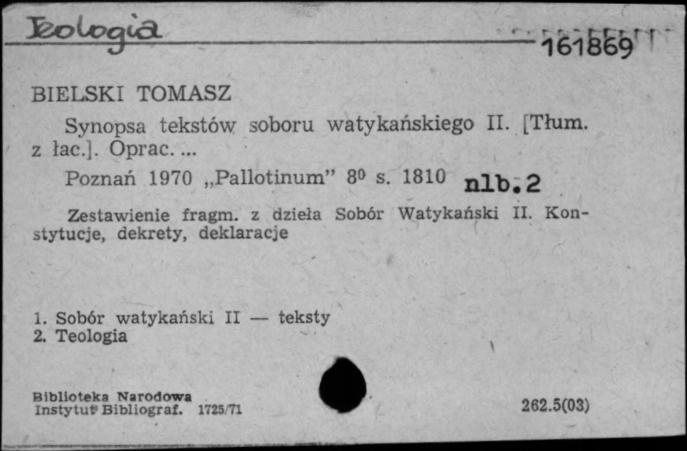 Teologia
161869
BIELSKI TOMASZ
Synopsa tekstów soboru watykańskiego II. [Tłum.
z łac.]. Oprac. ...
Poznań 1970 „Pallotinum” 8⁰ s. 1810 nlb. 2
Zestawienie fragm. z dzieła Sobór Watykański II. Kon-
stytucje, dekrety, deklaracje
1. Sobór watykański II — teksty
2. Teologia
Biblioteka Narodowa
Instytut Bibliograf. 1725/71
262.5(03)